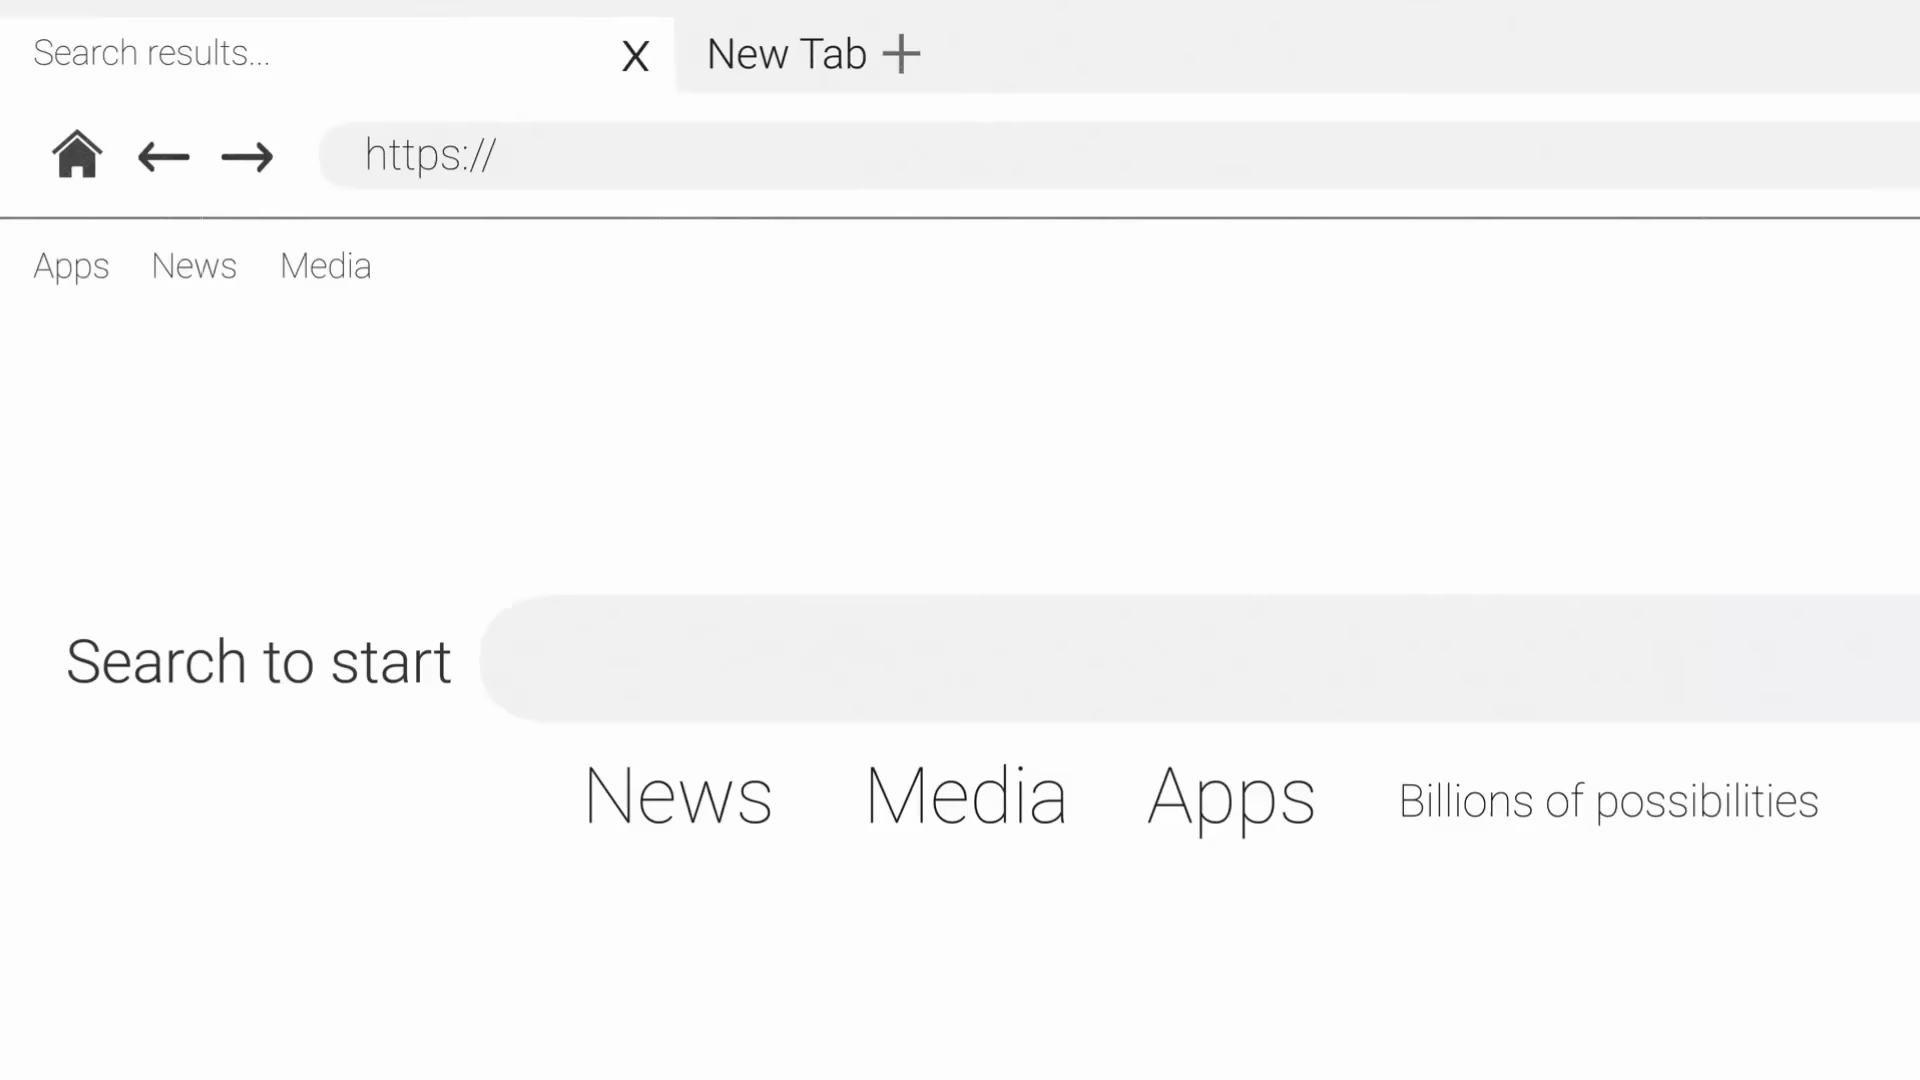 Search results... X New Tab +
https://
Apps News Media
Search to start
News Media Apps Billions of possibilities